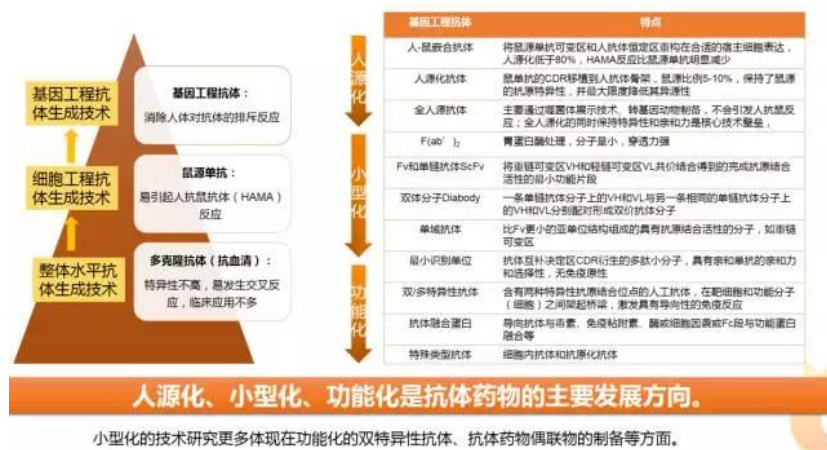 基因工程抗
体生成技术
细胞工程抗
体生成技术
整体水平抗
体生成技术
基因工程抗体：
消除人体对抗体的排斥反应
鼠源单抗：
易引起人抗鼠抗体（HAMA）
反应
多克隆抗体（抗血清）：
特异性不高，易发生交叉反
应，临床应用不多
人源化
小型化
功能化
基因工程抗体 特点
人-鼠嵌合抗体 将鼠源单抗可变区和人抗体恒定区重构在合适的宿主细胞表达，
人源化低于80%，HAMA反应比鼠源单抗明显减少
人源化抗体 鼠单抗的CDR移植到人抗体骨架，鼠源比例5-10%，保持了鼠源
的抗原特异性，并最大限度降低其异源性
全人源抗体 主要通过噬菌体展示技术、转基因动物制备，不会引发人抗鼠反
应；全人源化的同时保持特异性和亲和力是核心技术壁垒，
F(ab')₂ 胃蛋白酶处理，分子量小，穿透力强
Fv和单链抗体ScFv 将重链可变区VH和轻链可变区VL共价结合得到的完成抗原结合
活性的最小功能片段
双体分子Diabody 一条单链抗体分子上的VH和VL与另一条相同的单链抗体分子上
的VH和VL分别配对形成双价抗体分子
单域抗体 比Fv更小的亚单位结构组成的具有抗原结合活性的分子，如重链
可变区
最小识别单位 抗体互补决定区CDR衍生的多肽小分子，具有亲和单抗的亲和力
和选择性，无免疫原性
双/多特异性抗体 含有两种特异性抗原结合位点的人工抗体，在靶细胞和功能分子
（细胞）之间架起桥梁，激发具有导向性的免疫反应
抗体融合蛋白 导向抗体与毒素、免疫粘附素、酶或细胞因袭或Fc段与功能蛋白
融合等
特殊类型抗体 细胞内抗体和抗原化抗体
人源化、小型化、功能化是抗体药物的主要发展方向。
小型化的技术研究更多体现在功能化的双特异性抗体、抗体药物偶联物的制备等方面。